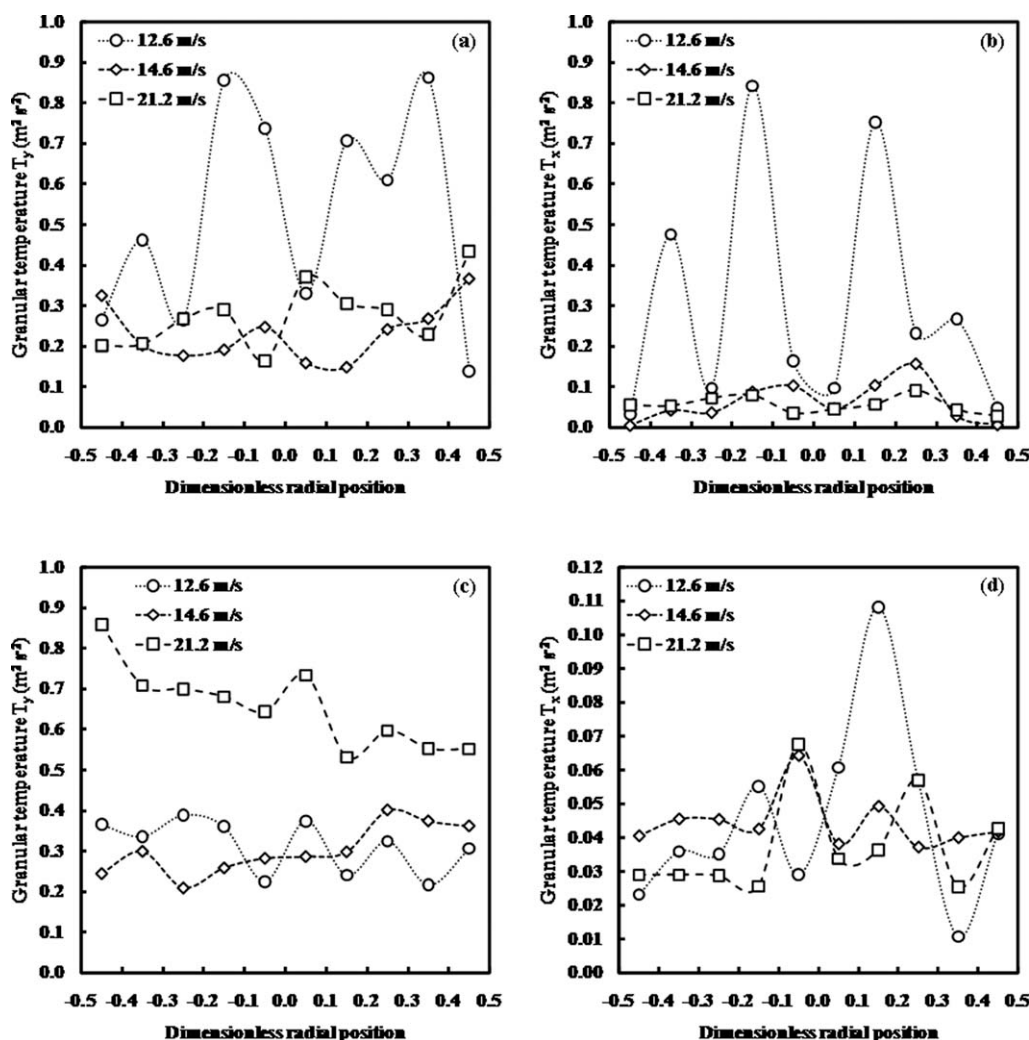 (a)
12.6 m/s
14.6 m/s
21.2 m/s
Granular temperature Ty (m² s⁻²)
1.0
0.9
0.8
0.7
0.6
0.5
0.4
0.3
0.2
0.1
0.0
-0.5 -0.4 -0.3 -0.2 -0.1 0.0 0.1 0.2 0.3 0.4 0.5
Dimensionless radial position
(b)
12.6 m/s
14.6 m/s
21.2 m/s
Granular temperature Tx (m² s⁻²)
1.0
0.9
0.8
0.7
0.6
0.5
0.4
0.3
0.2
0.1
0.0
-0.5 -0.4 -0.3 -0.2 -0.1 0.0 0.1 0.2 0.3 0.4 0.5
Dimensionless radial position
(c)
12.6 m/s
14.6 m/s
21.2 m/s
Granular temperature Ty (m² s⁻²)
1.0
0.9
0.8
0.7
0.6
0.5
0.4
0.3
0.2
0.1
0.0
-0.5 -0.4 -0.3 -0.2 -0.1 0.0 0.1 0.2 0.3 0.4 0.5
Dimensionless radial position
(d)
12.6 m/s
14.6 m/s
21.2 m/s
Granular temperature Tx (m² s⁻²)
0.12
0.11
0.10
0.09
0.08
0.07
0.06
0.05
0.04
0.03
0.02
0.01
0.00
-0.5 -0.4 -0.3 -0.2 -0.1 0.0 0.1 0.2 0.3 0.4 0.5
Dimensionless radial position